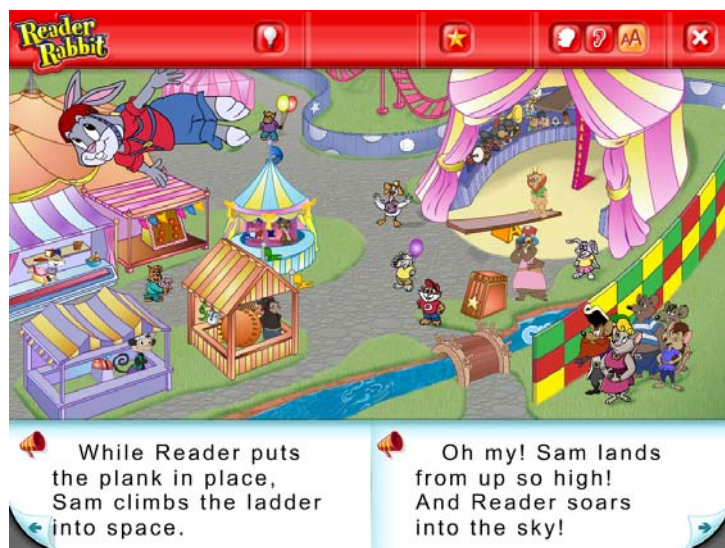 Reader
Rabbit
AA
While Reader puts
the plank in place,
Sam climbs the ladder
into space.
Oh my! Sam lands
from up so high!
And Reader soars
into the sky!